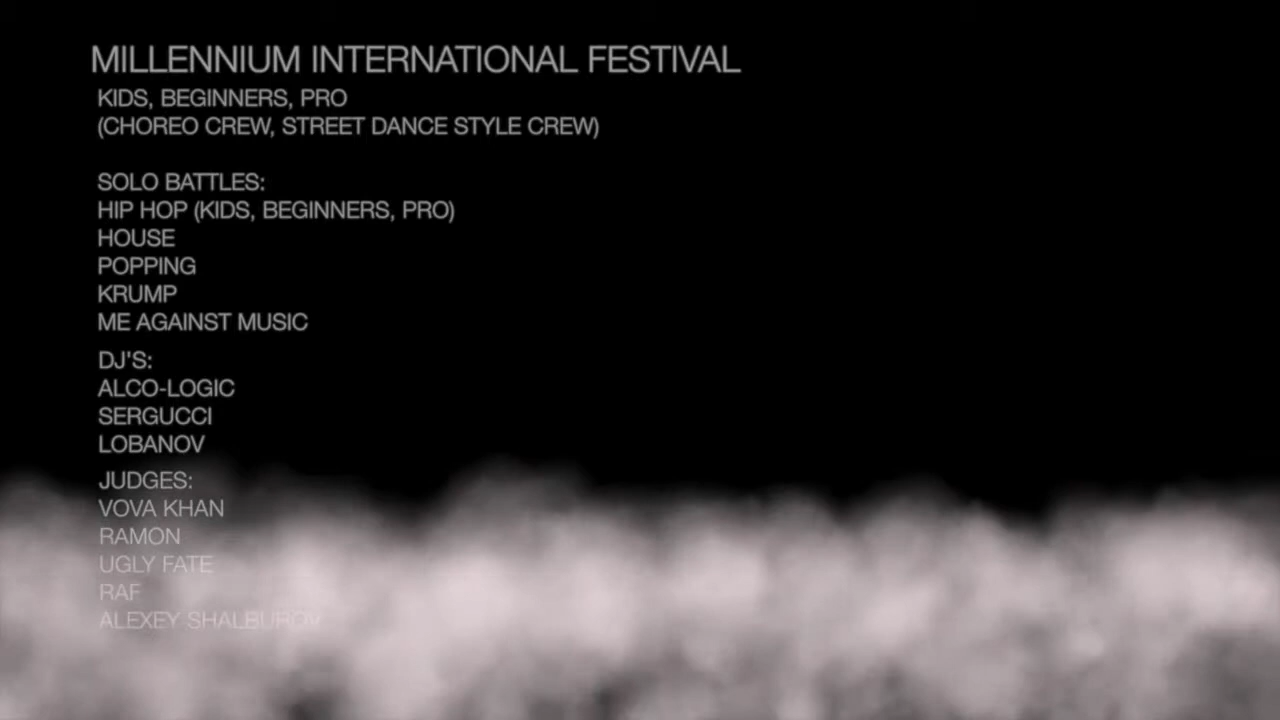 MILLENNIUM INTERNATIONAL FESTIVAL
KIDS, BEGINNERS, PRO
(CHOREO CREW, STREET DANCE STYLE CREW)
SOLO BATTLES:
HIP HOP (KIDS, BEGINNERS, PRO)
HOUSE
POPPING
KRUMP
ME AGAINST MUSIC
DJ'S:
ALCO-LOGIC
SERGUCCI
LOBANOV
JUDGES:
VOVA KHAN
RAMON
UGLY FATE
RAF
ALEXEY SHALBUROV